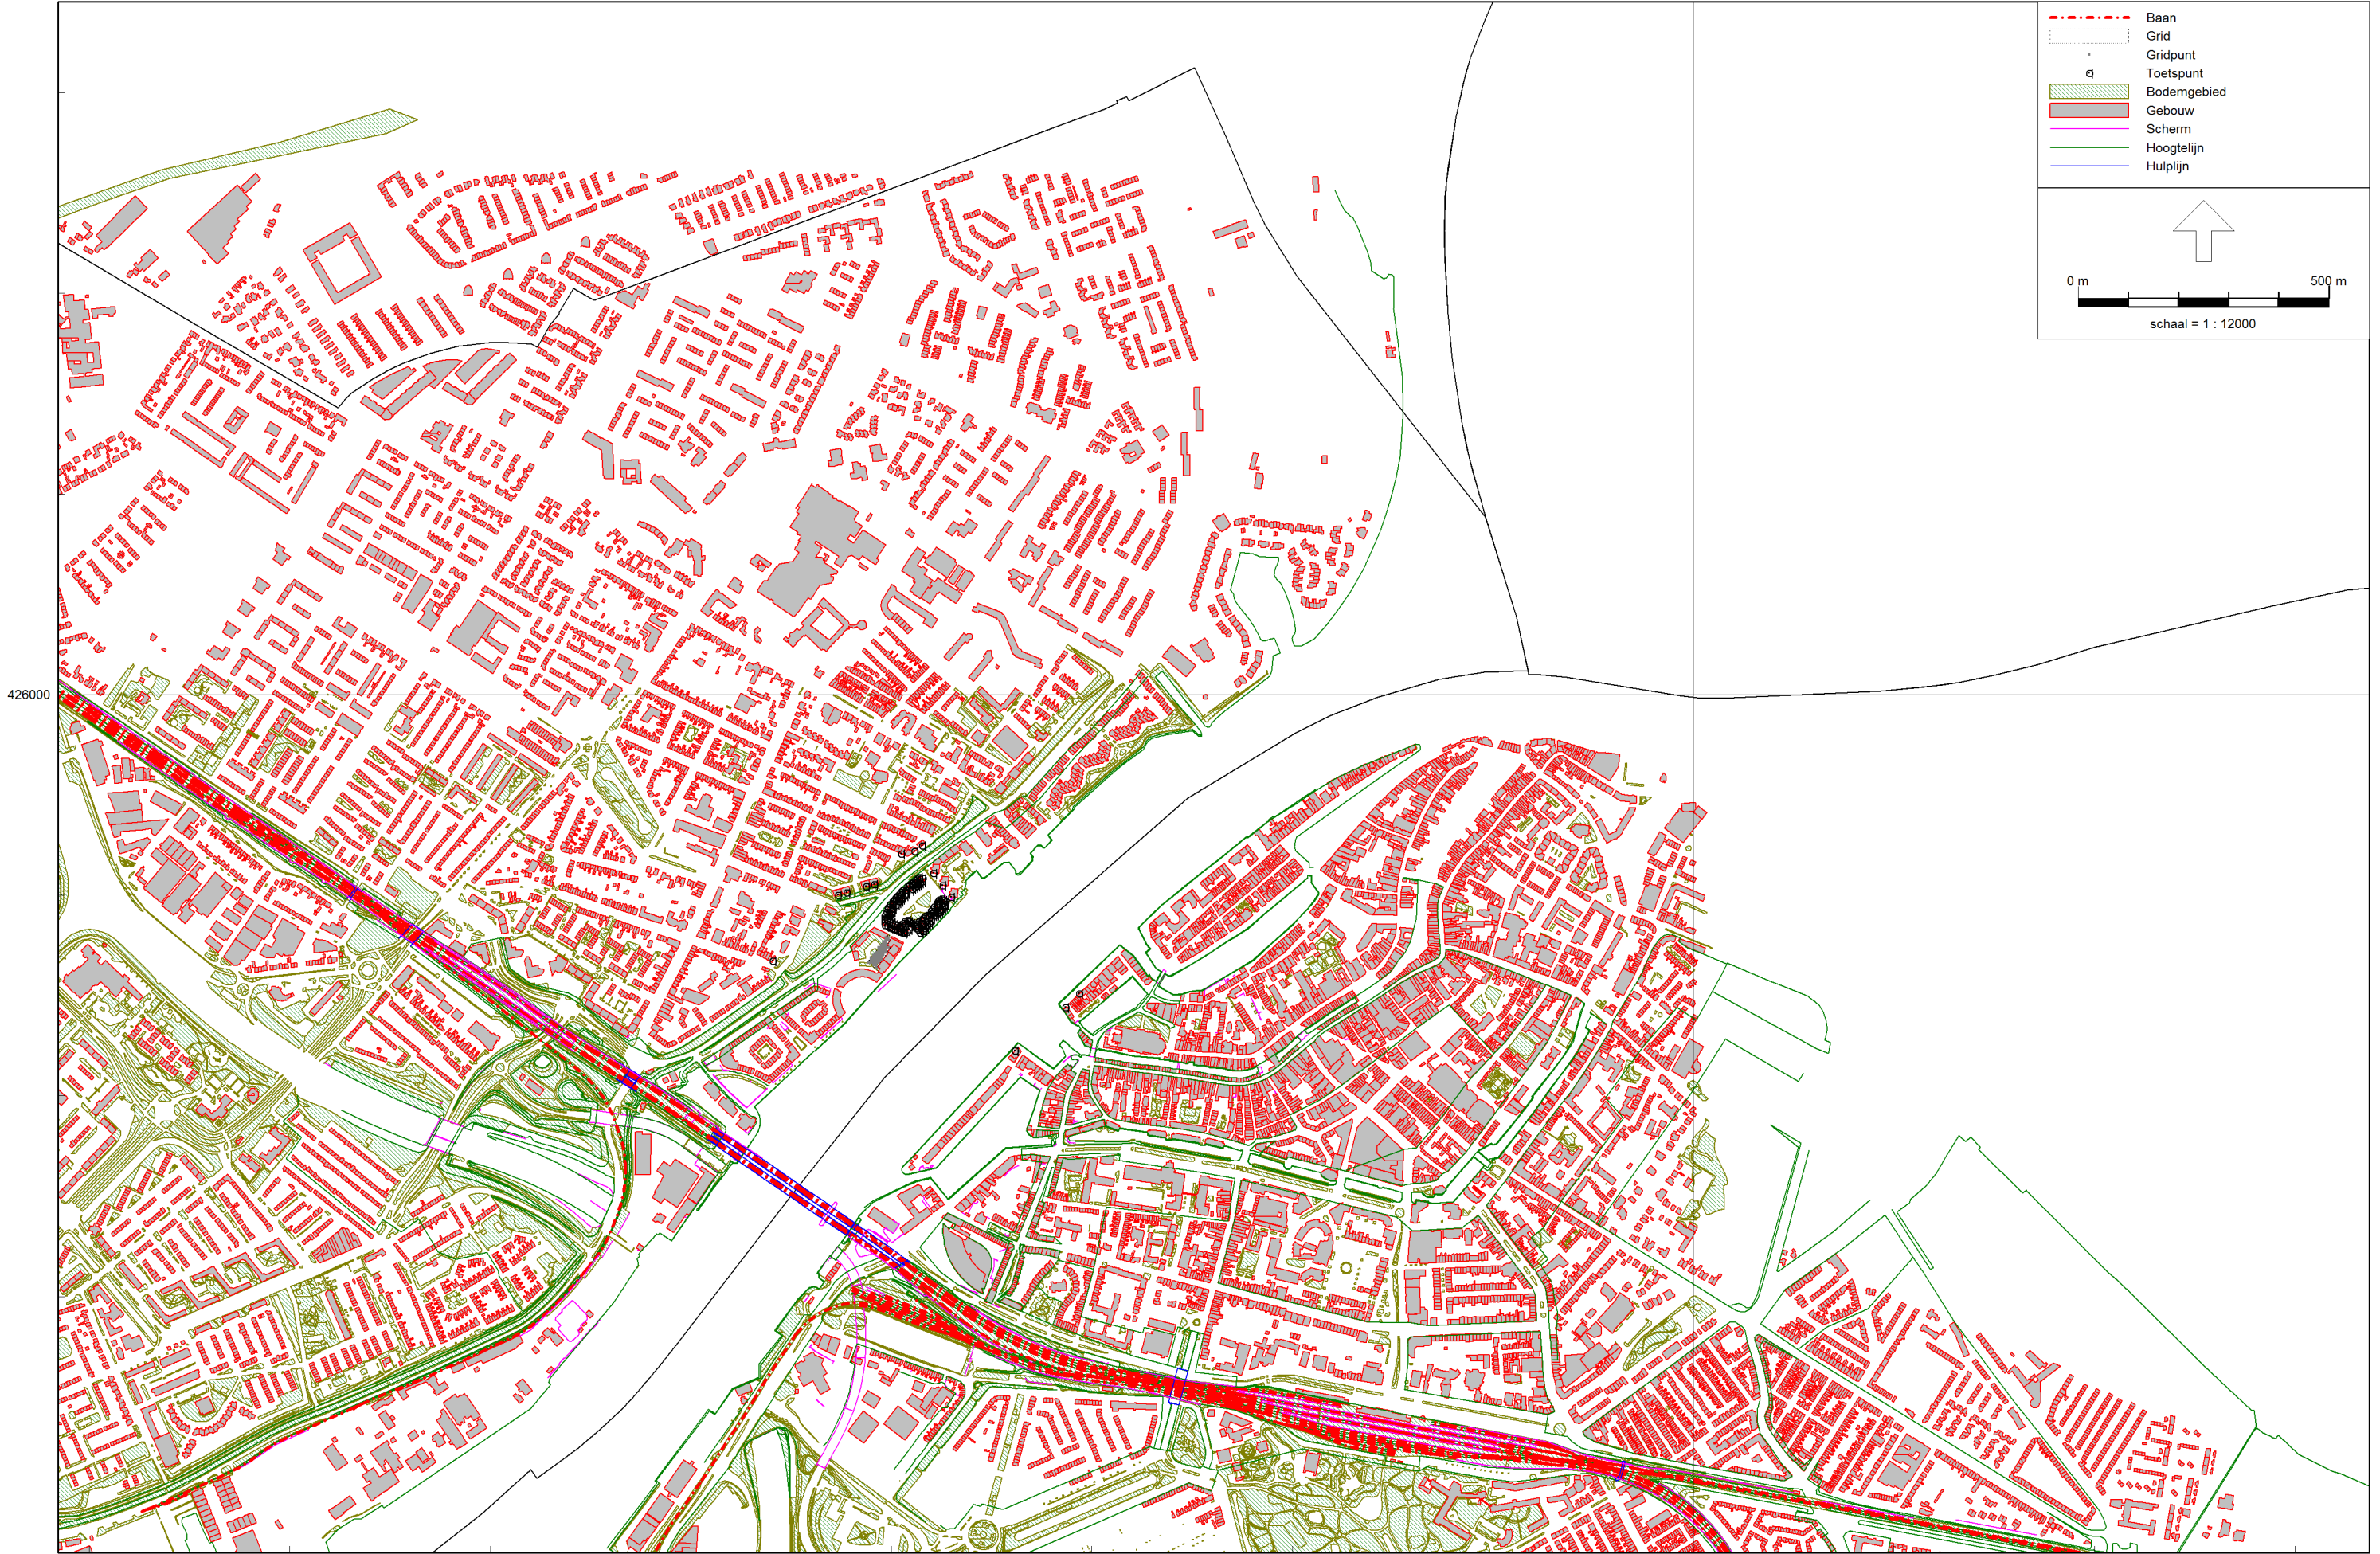 Baan
Grid
Gridpunt
Toetspunt
Bodemgebied
Gebouw
Scherm
Hoogtelijn
Hulplijn
0 m 500 m
schaal = 1 : 12000
426000